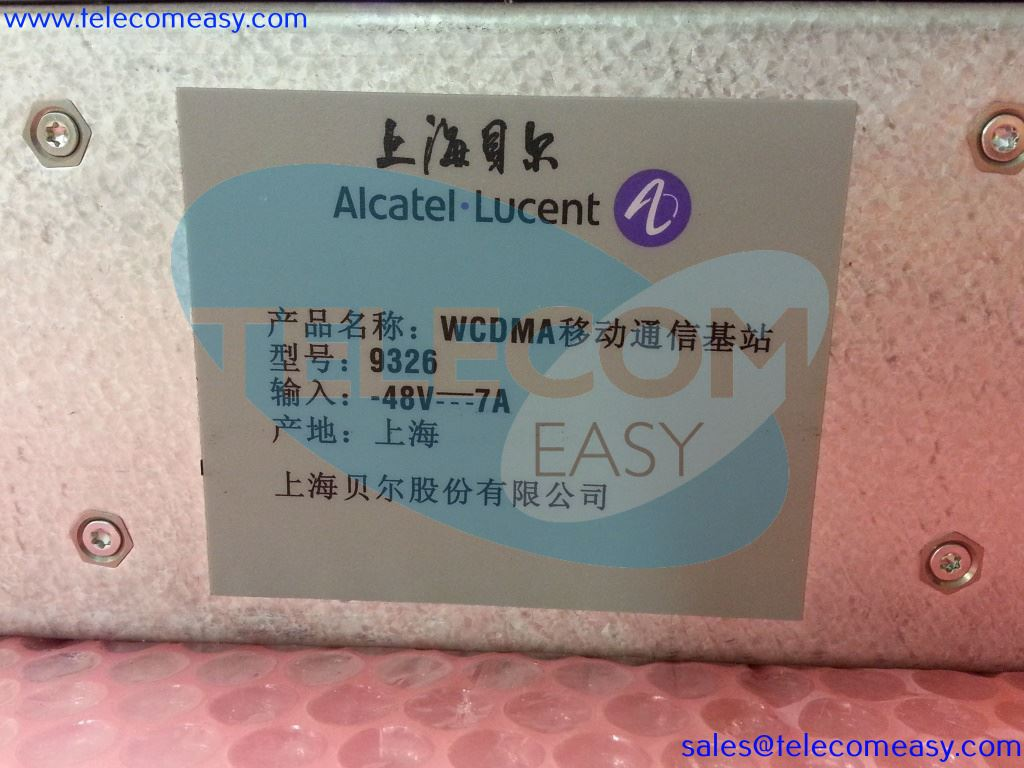 www.telecomeasy.com
上海贝尔
Alcatel·Lucent
产品名称：WCDMA移动通信基站
型号：9326
输入：-48V⎓7A
产地：上海
上海贝尔股份有限公司
TELECOM
EASY
sales@telecomeasy.com